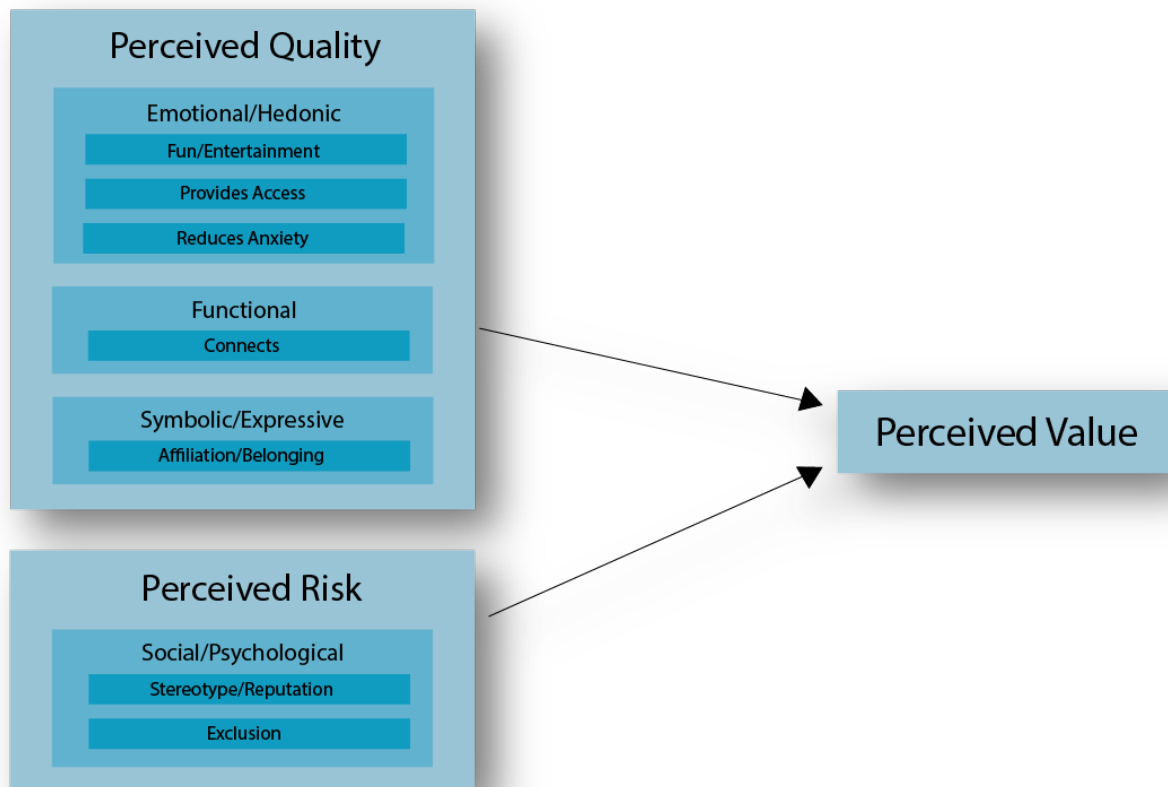 Perceived Quality
Emotional/Hedonic
Fun/Entertainment
Provides Access
Reduces Anxiety
Functional
Connects
Symbolic/Expressive
Affiliation/Belonging
Perceived Value
Perceived Risk
Social/Psychological
Stereotype/Reputation
Exclusion